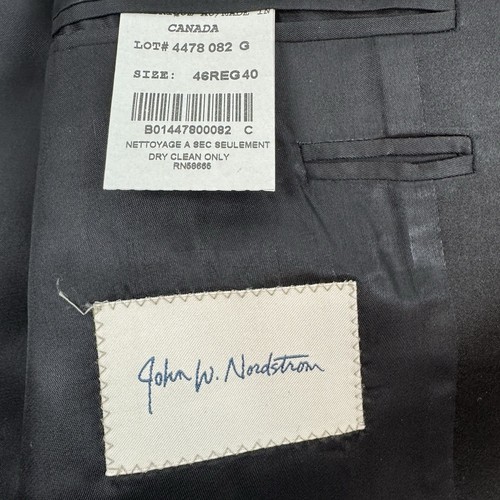 CANADA
LOT# 4478 082 G
SIZE: 46REG40
B01447800082 C
NETTOYAGE A SEC SEULEMENT
DRY CLEAN ONLY
RN56665
John W. Nordstrom